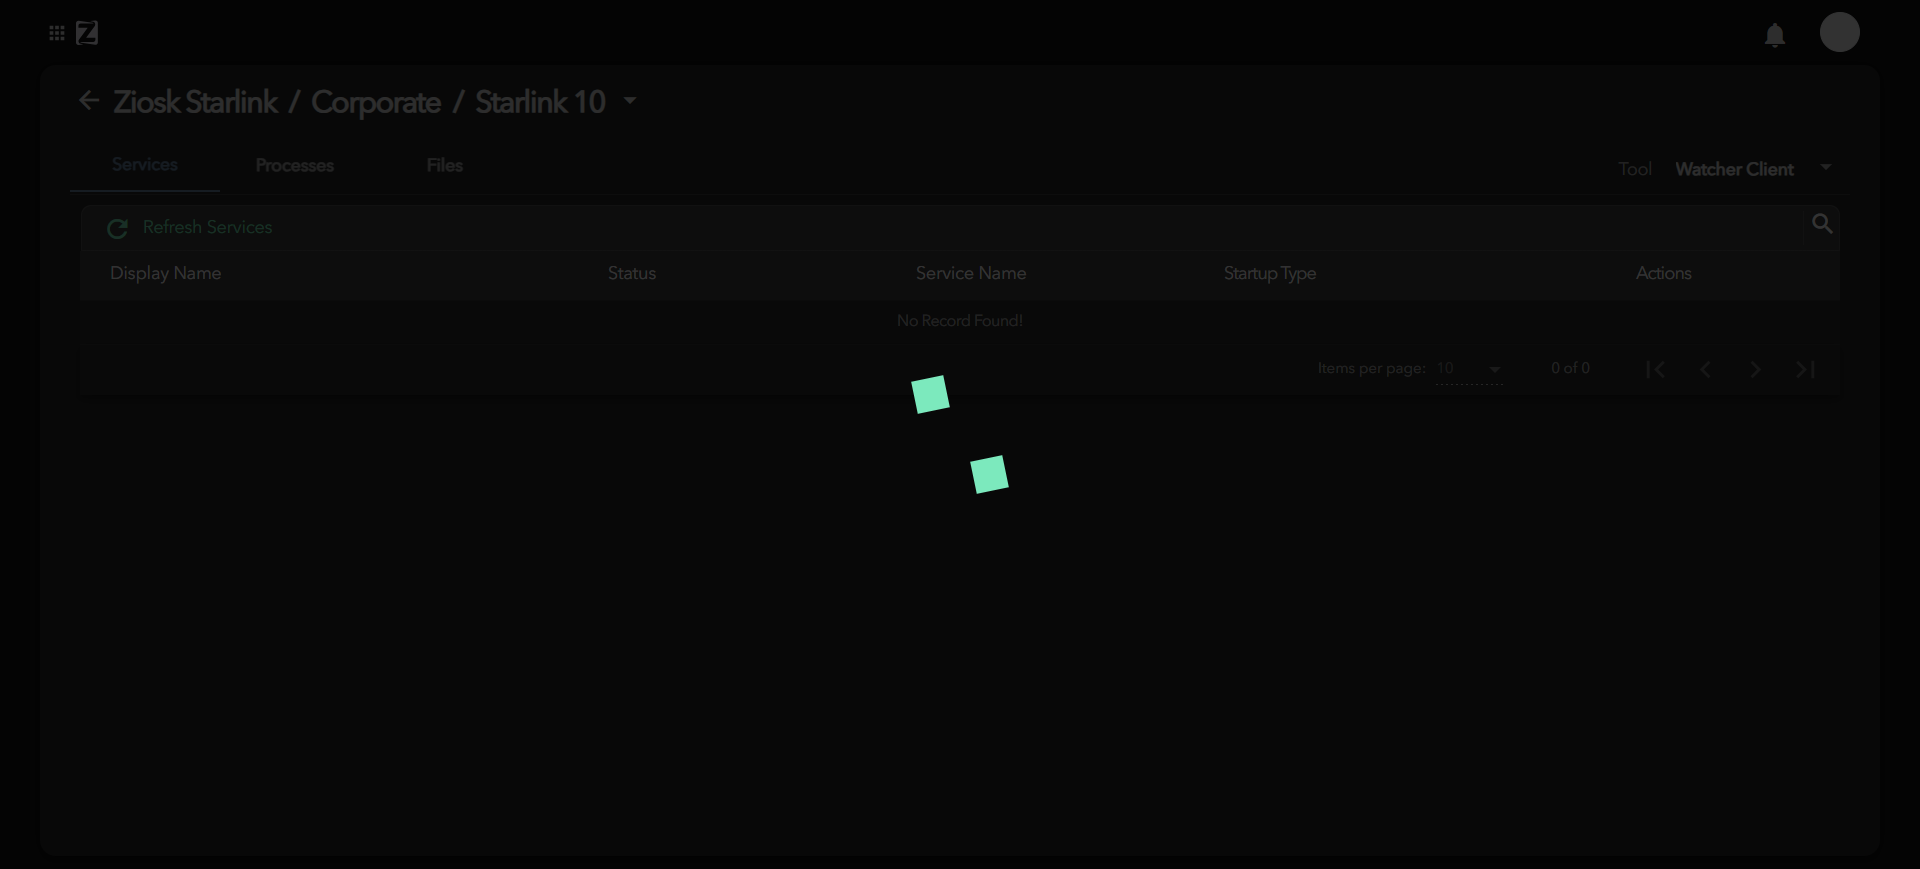 Z
Ziosk Starlink / Corporate / Starlink 10
Services Processes Files Tool Watcher Client
Refresh Services
Display Name Status Service Name Startup Type Actions
No Record Found!
Items per page: 10 0 of 0